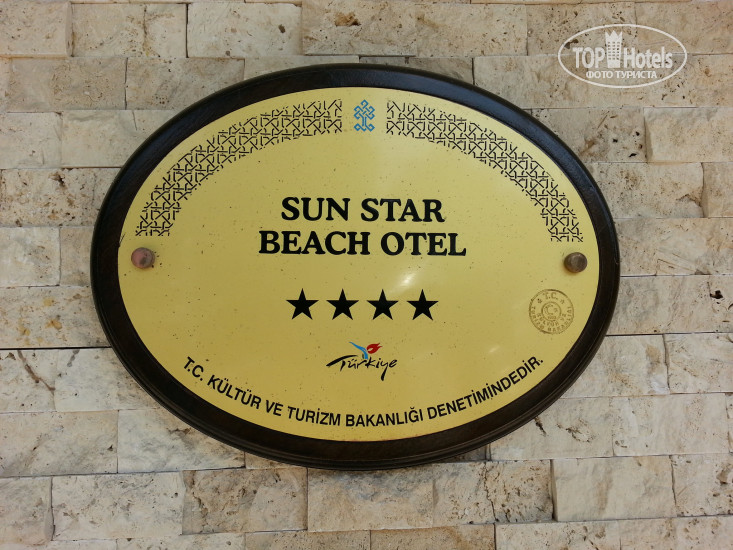 TOP Hotels
ФОТО ТУРИСТА
SUN STAR
BEACH OTEL
★★★★
Türkiye
T.C. KÜLTÜR VE TURİZM BAKANLIĞI DENETİMİNDEDİR.
T.C.